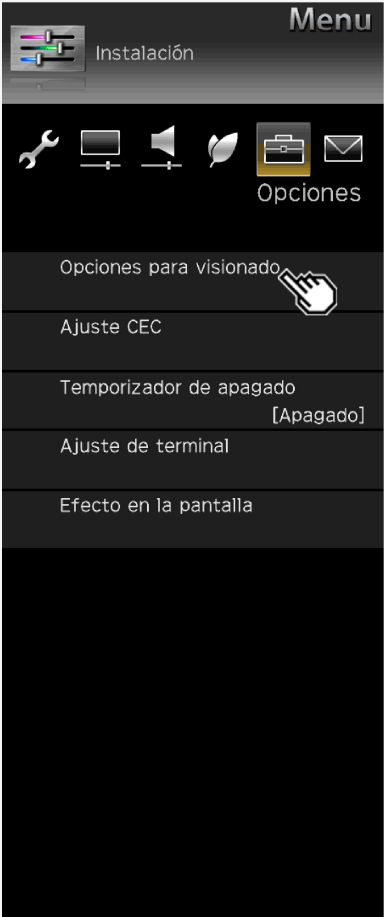 Menu
Instalación
Opciones
Opciones para visionado
Ajuste CEC
Temporizador de apagado
[Apagado]
Ajuste de terminal
Efecto en la pantalla